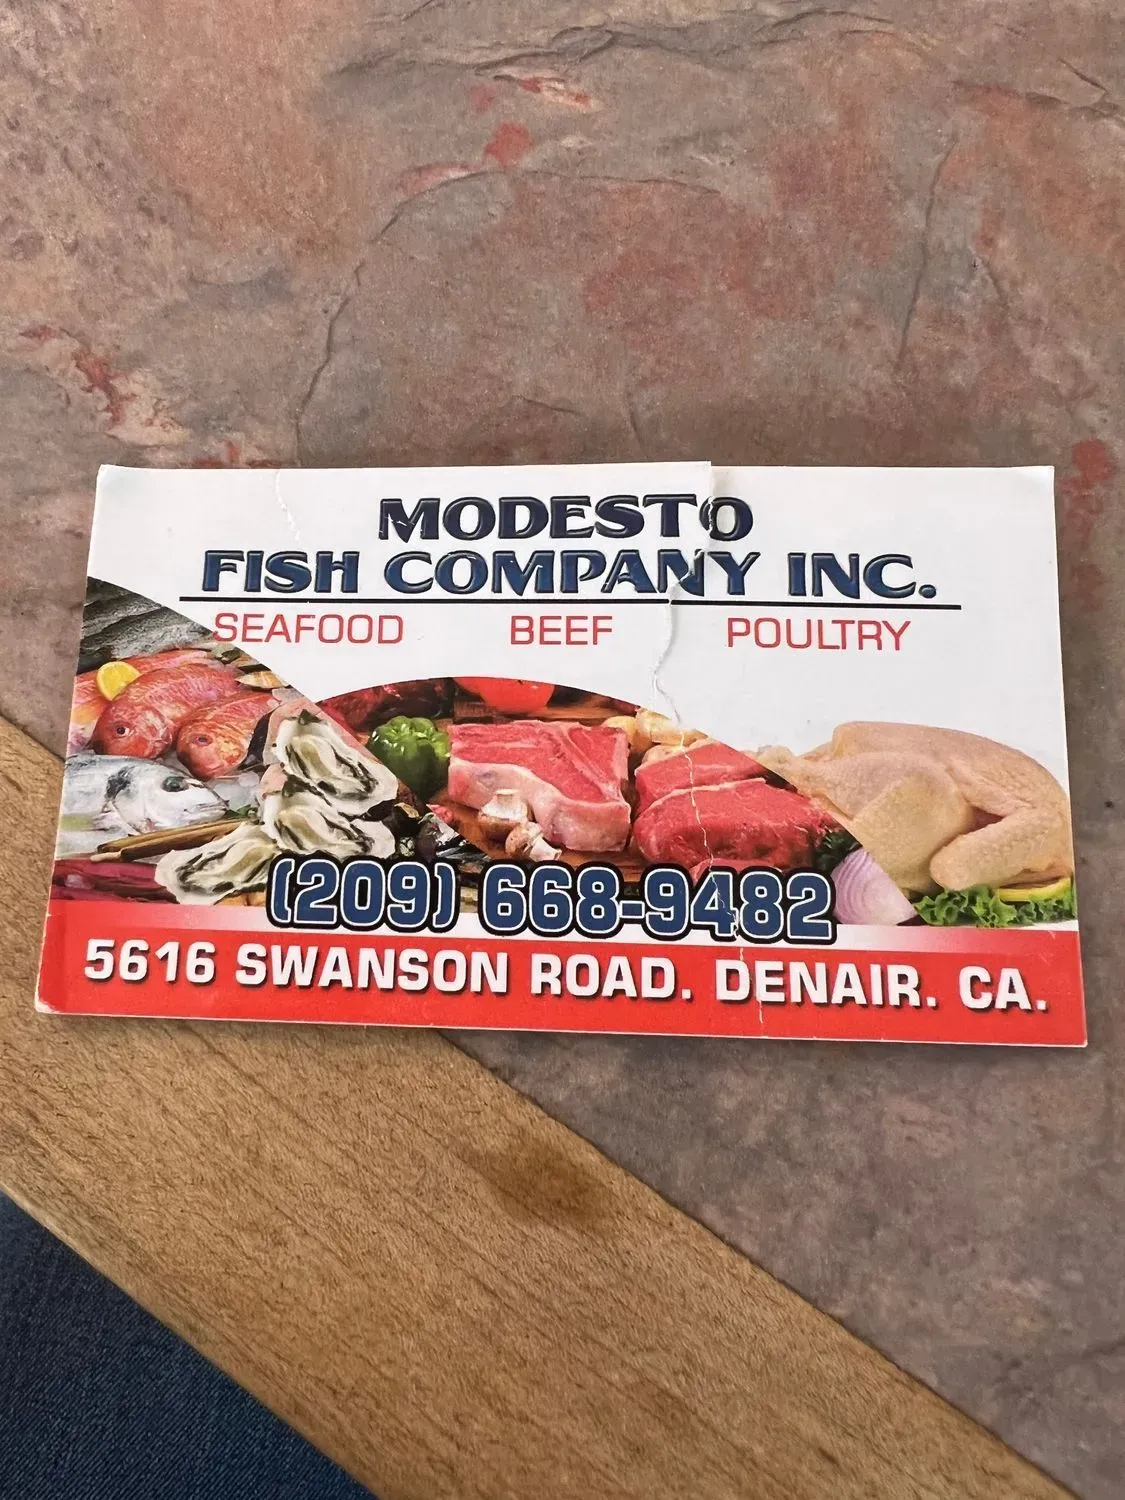 MODESTO
FISH COMPANY INC.
SEAFOOD BEEF POULTRY
(209) 668-9482
5616 SWANSON ROAD. DENAIR. CA.